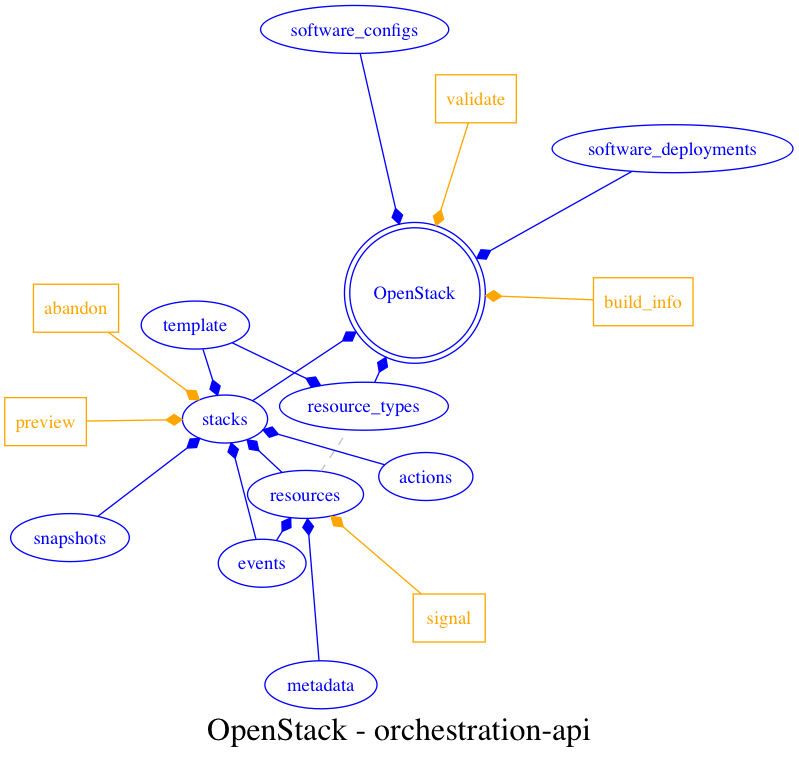 software_configs
validate
software_deployments
OpenStack
abandon
build_info
template
resource_types
preview
stacks
actions
resources
snapshots
events
signal
metadata
OpenStack - orchestration-api